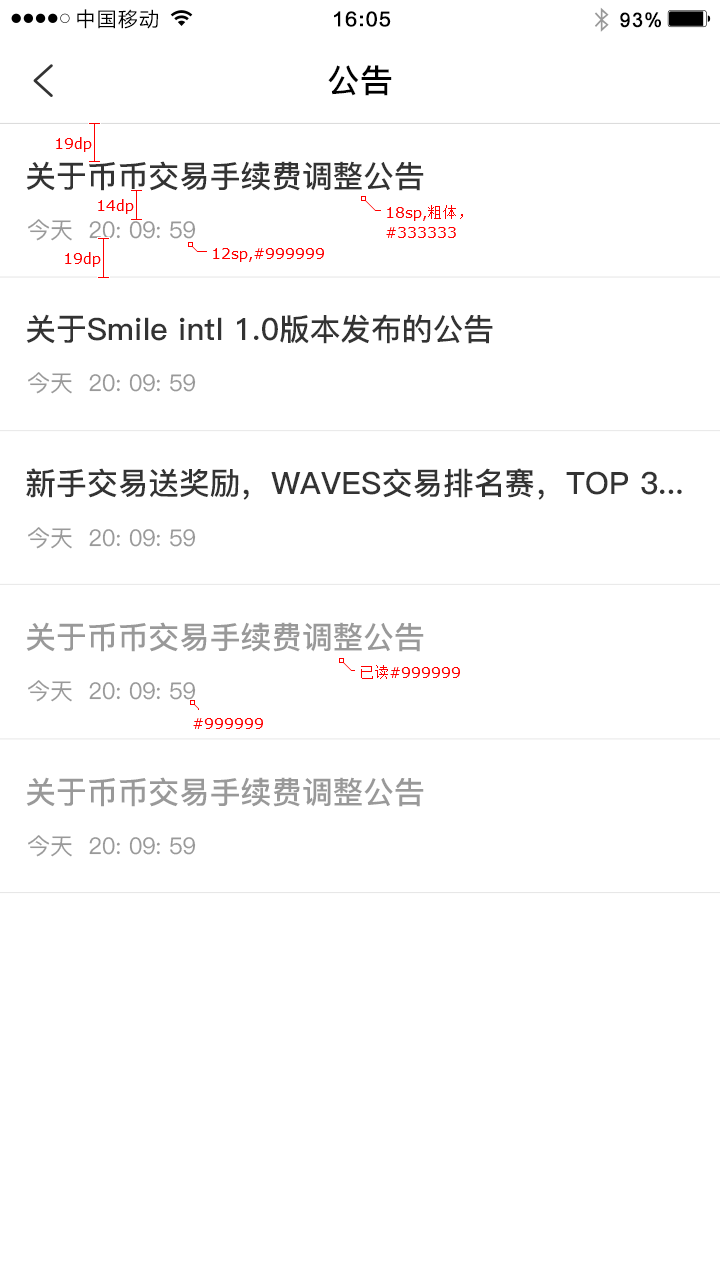 中国移动 16:05 93%
公告
19dp
关于币币交易手续费调整公告
14dp
18sp,粗体，
#333333
今天 20: 09: 59
19dp
12sp,#999999
关于Smile intl 1.0版本发布的公告
今天 20: 09: 59
新手交易送奖励，WAVES交易排名赛，TOP 3...
今天 20: 09: 59
关于币币交易手续费调整公告
已读#999999
今天 20: 09: 59
#999999
关于币币交易手续费调整公告
今天 20: 09: 59